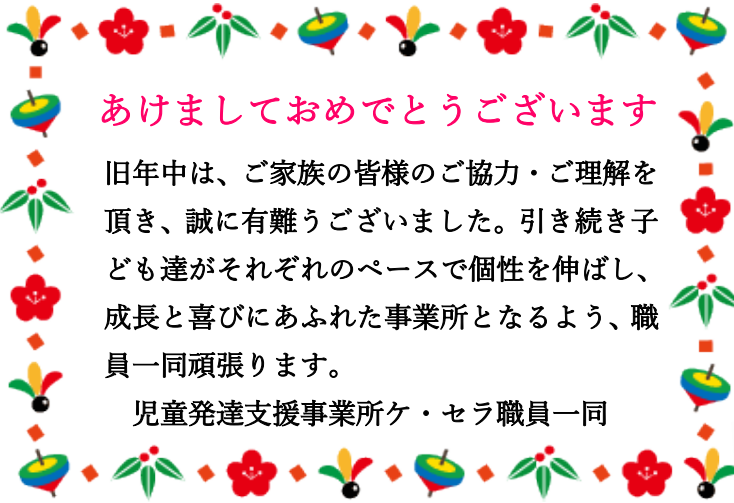 あけましておめでとうございます
旧年中は、ご家族の皆様のご協力・ご理解を
頂き、誠に有難うございました。引き続き子
ども達がそれぞれのペースで個性を伸ばし、
成長と喜びにあふれた事業所となるよう、職
員一同頑張ります。
児童発達支援事業所ケ・セラ職員一同